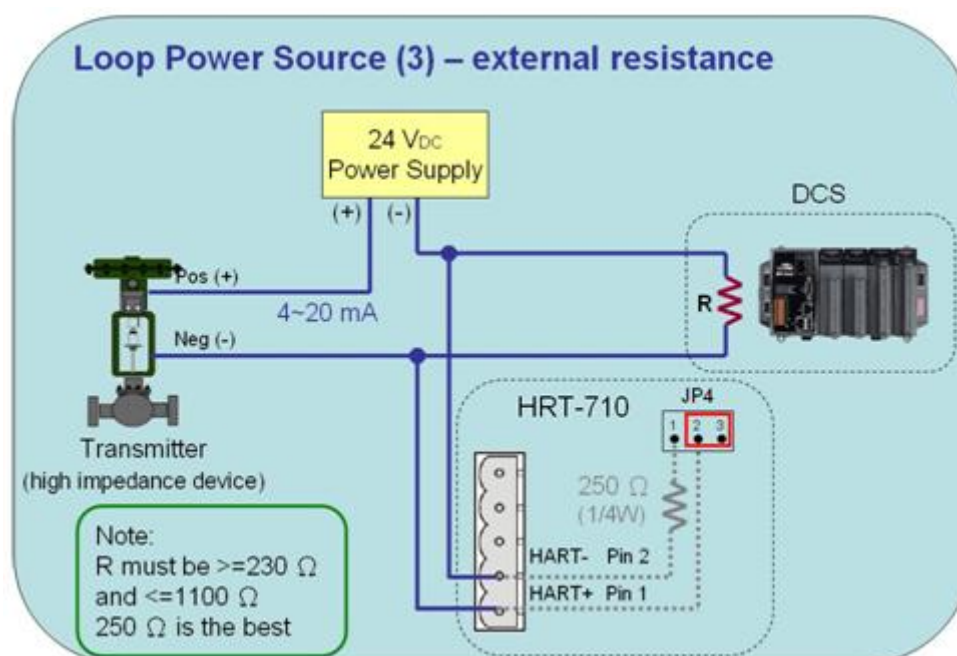 Loop Power Source (3) – external resistance
24 VDC
Power Supply
(+) (-)
DCS
Pos (+)
4~20 mA
R
Neg (-)
JP4
HRT-710
1 2 3
Transmitter
(high impedance device)
250 Ω
(1/4W)
Note:
R must be >=230 Ω
and <=1100 Ω
250 Ω is the best
HART- Pin 2
HART+ Pin 1